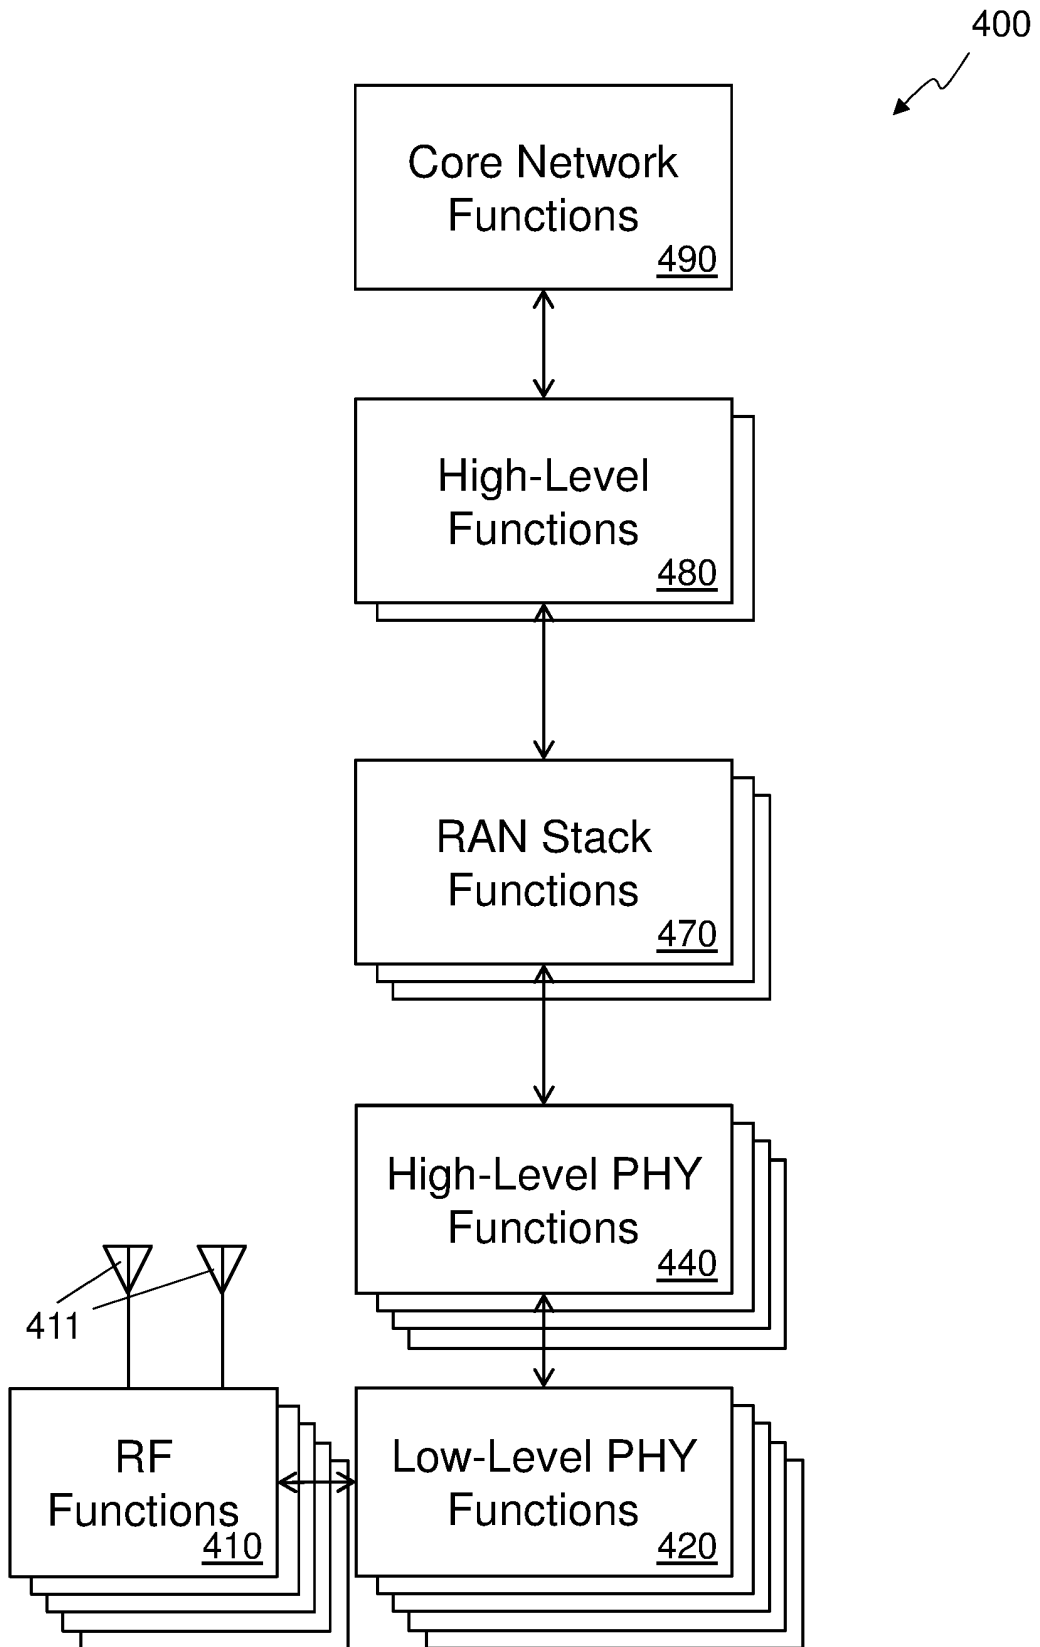 400
Core Network
Functions
490
High-Level
Functions
480
RAN Stack
Functions
470
High-Level PHY
Functions
440
411
RF
Functions
410
Low-Level PHY
Functions
420